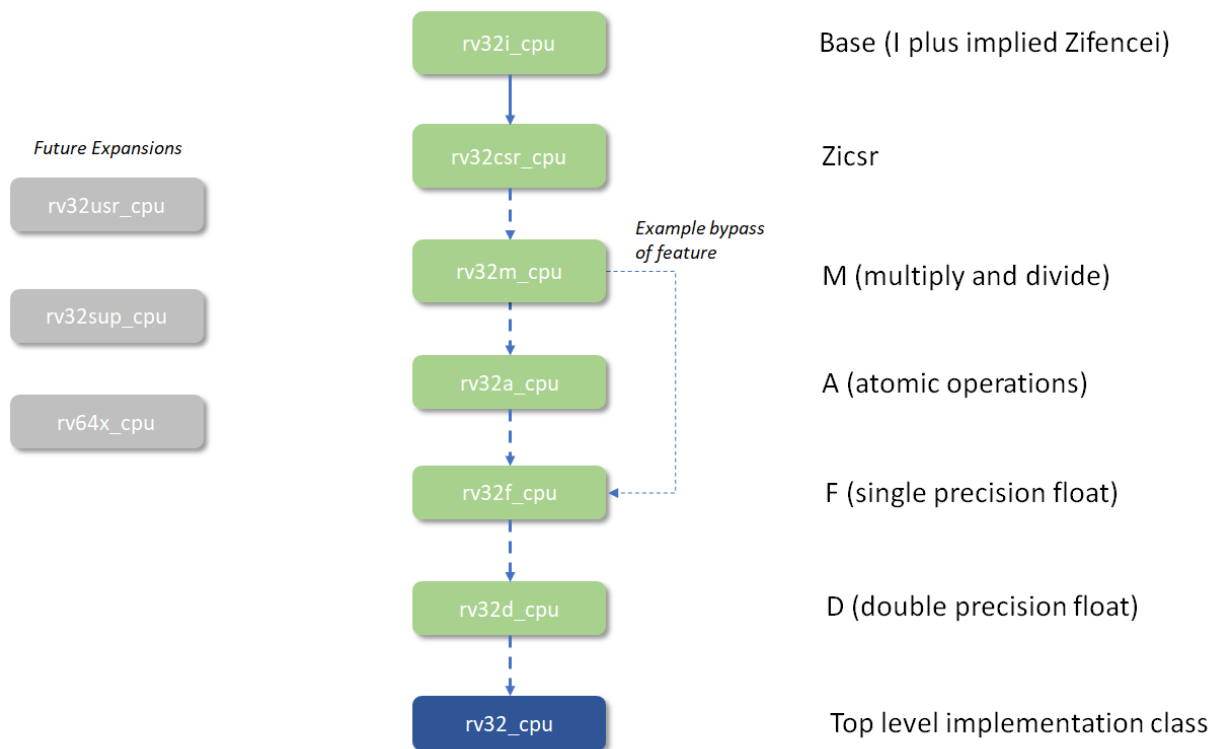 rv32i_cpu
Base (I plus implied Zifencei)
Future Expansions
rv32csr_cpu
Zicsr
rv32usr_cpu
Example bypass
of feature
rv32m_cpu
M (multiply and divide)
rv32sup_cpu
rv32a_cpu
A (atomic operations)
rv64x_cpu
rv32f_cpu
F (single precision float)
rv32d_cpu
D (double precision float)
rv32_cpu
Top level implementation class